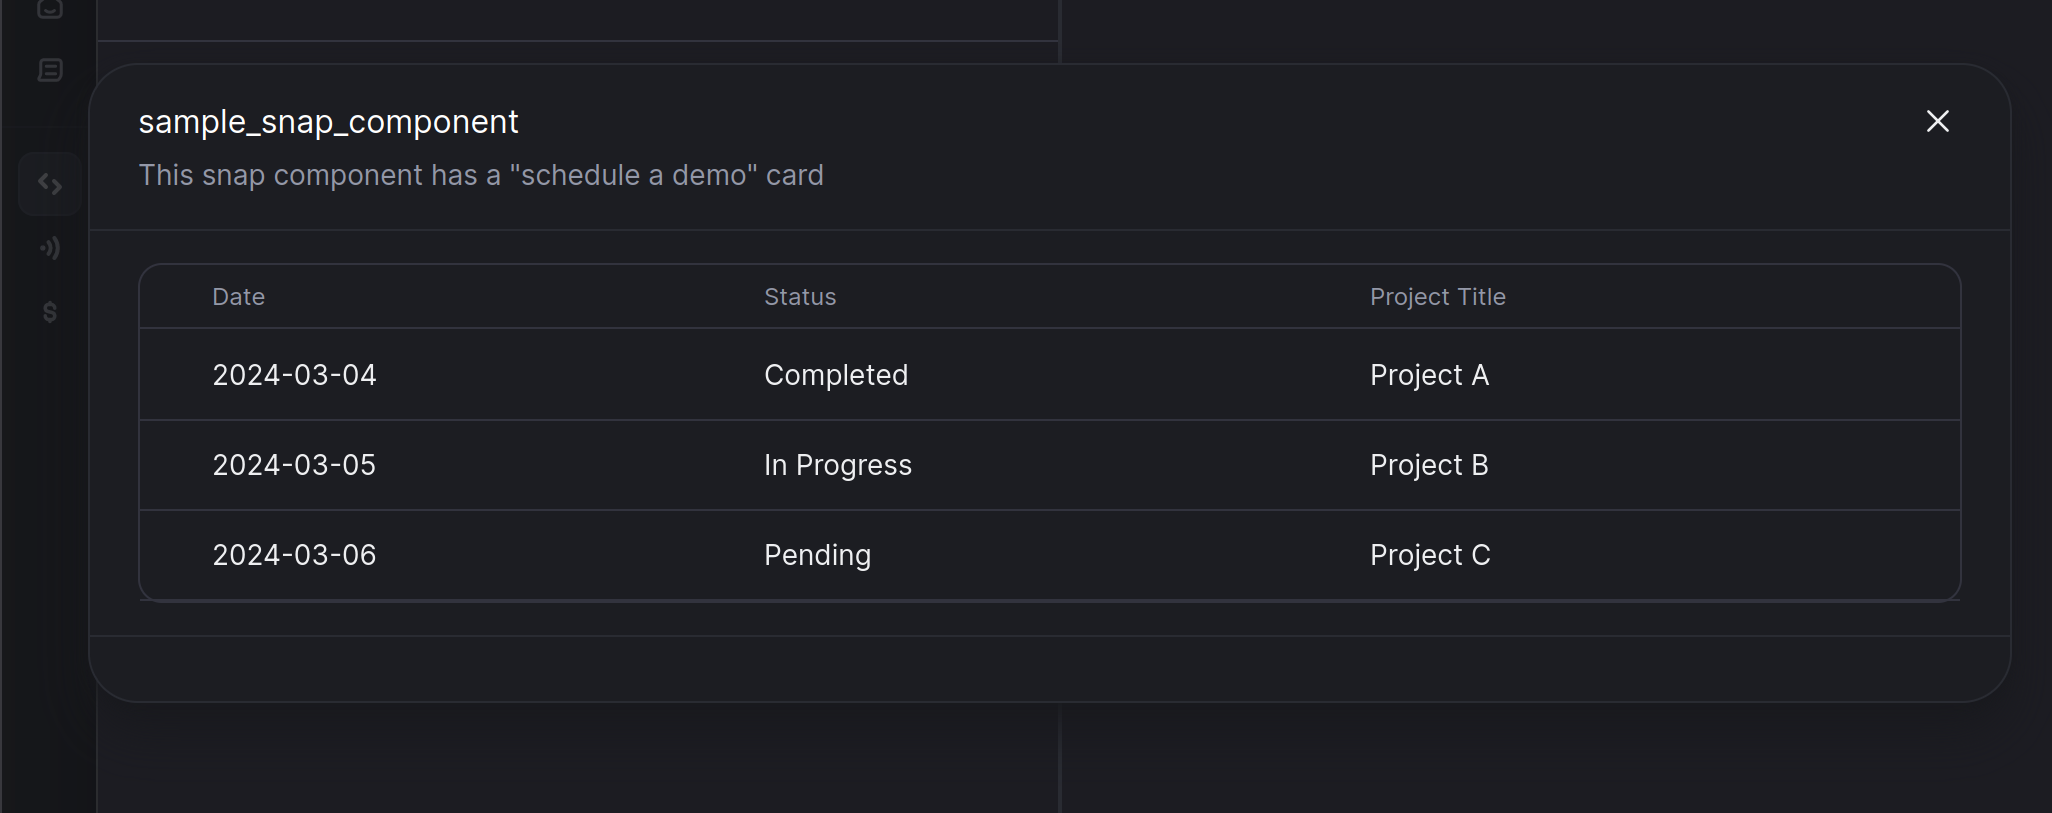 sample_snap_component
This snap component has a "schedule a demo" card
Date Status Project Title
2024-03-04 Completed Project A
2024-03-05 In Progress Project B
2024-03-06 Pending Project C